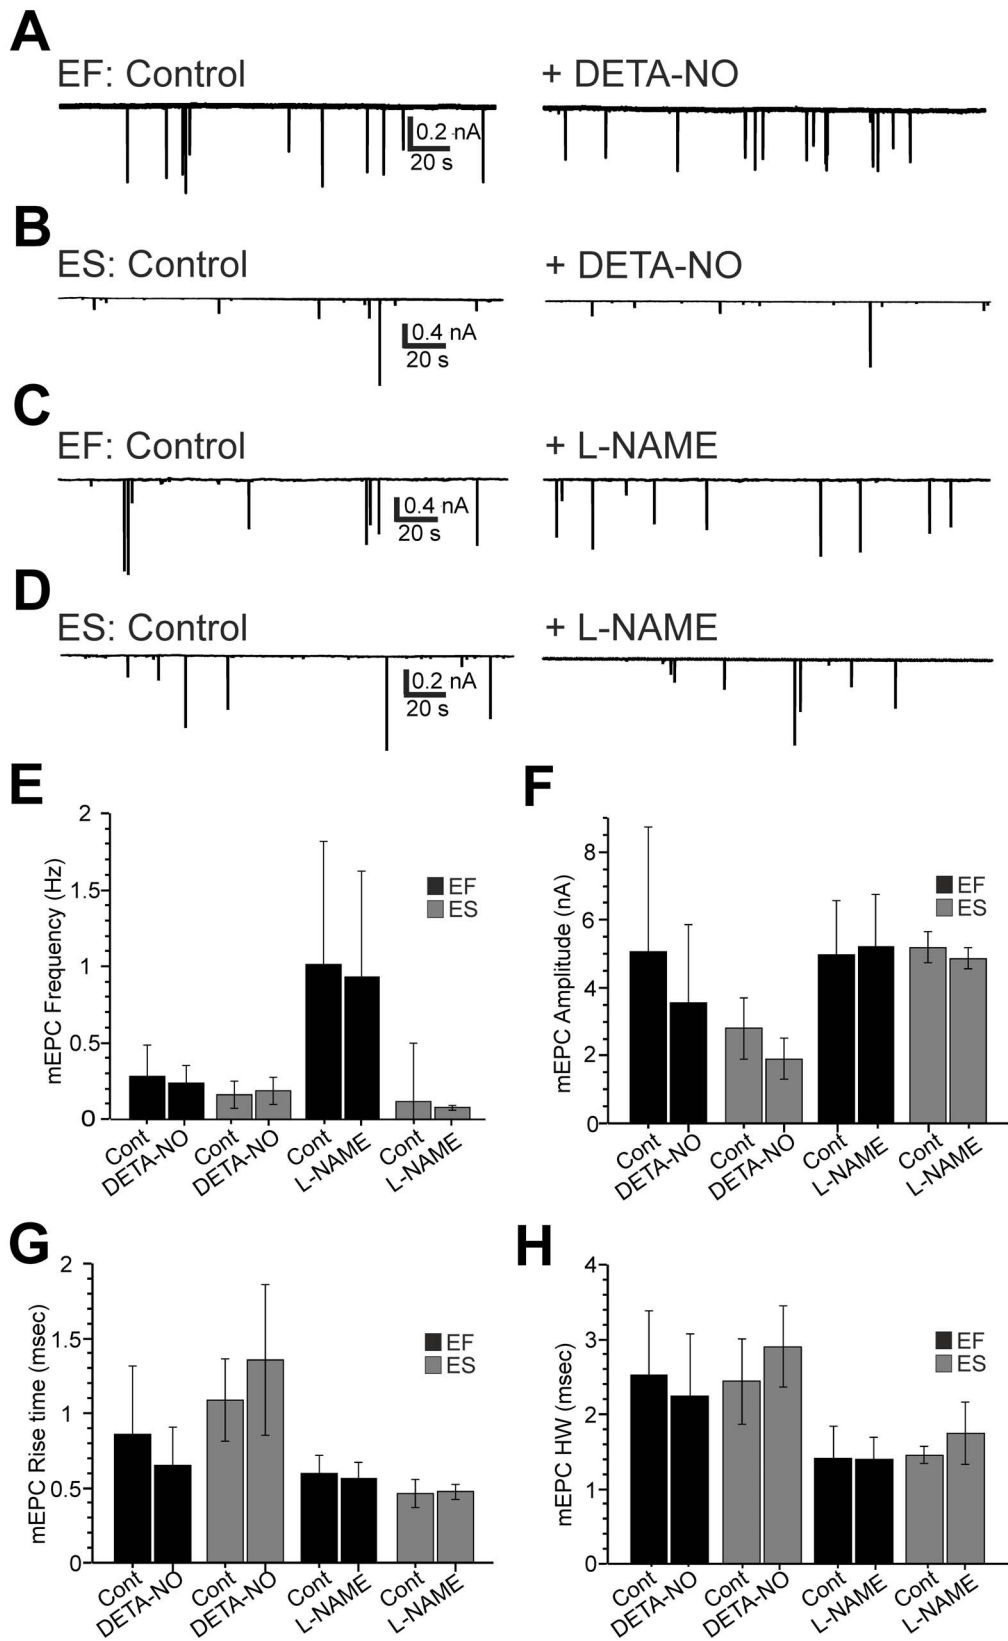 A
EF: Control + DETA-NO
0.2 nA
20 s
B
ES: Control + DETA-NO
0.4 nA
20 s
C
EF: Control + L-NAME
0.4 nA
20 s
D
ES: Control + L-NAME
0.2 nA
20 s
E
mEPC Frequency (Hz)
2
1.5
1
0.5
0
EF
ES
Cont DETA-NO Cont DETA-NO Cont L-NAME Cont L-NAME
F
mEPC Amplitude (nA)
8
6
4
2
0
EF
ES
Cont DETA-NO Cont DETA-NO Cont L-NAME Cont L-NAME
G
mEPC Rise time (msec)
2
1.5
1
0.5
0
EF
ES
Cont DETA-NO Cont DETA-NO Cont L-NAME Cont L-NAME
H
mEPC HW (msec)
4
3
2
1
0
EF
ES
Cont DETA-NO Cont DETA-NO Cont L-NAME Cont L-NAME